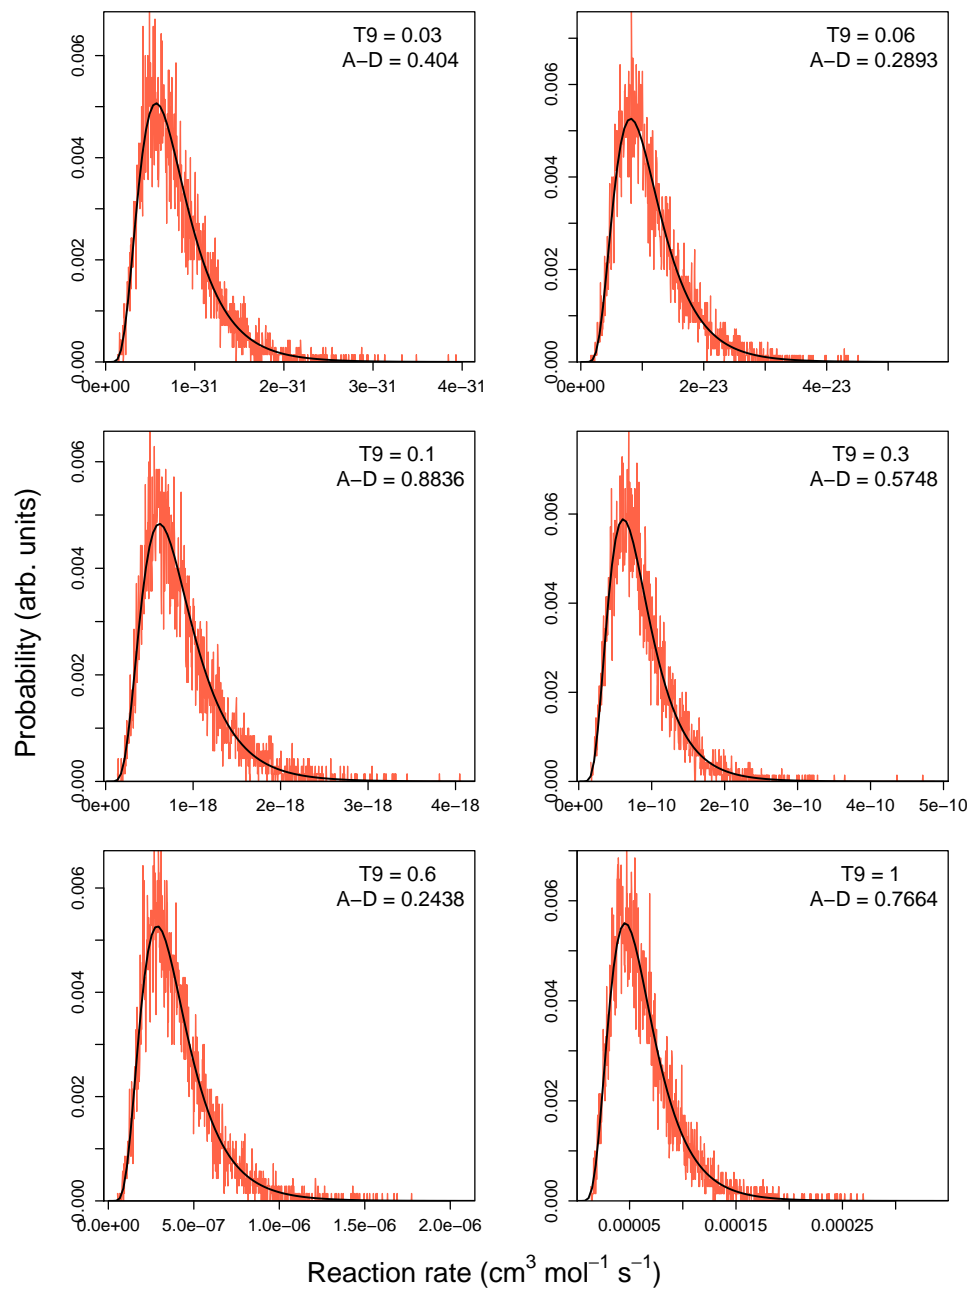 T9 = 0.03
A−D = 0.404
0.000
0.002
0.004
0.006
0e+00
1e−31
2e−31
3e−31
4e−31
T9 = 0.06
A−D = 0.2893
0.000
0.002
0.004
0.006
0e+00
2e−23
4e−23
T9 = 0.1
A−D = 0.8836
0.000
0.002
0.004
0.006
0e+00
1e−18
2e−18
3e−18
4e−18
T9 = 0.3
A−D = 0.5748
0.000
0.002
0.004
0.006
0e+00
1e−10
2e−10
3e−10
4e−10
5e−10
T9 = 0.6
A−D = 0.2438
0.000
0.002
0.004
0.006
0.0e+00
5.0e−07
1.0e−06
1.5e−06
2.0e−06
T9 = 1
A−D = 0.7664
0.000
0.002
0.004
0.006
0.00005
0.00015
0.00025
Probability (arb. units)
Reaction rate (cm³ mol⁻¹ s⁻¹)